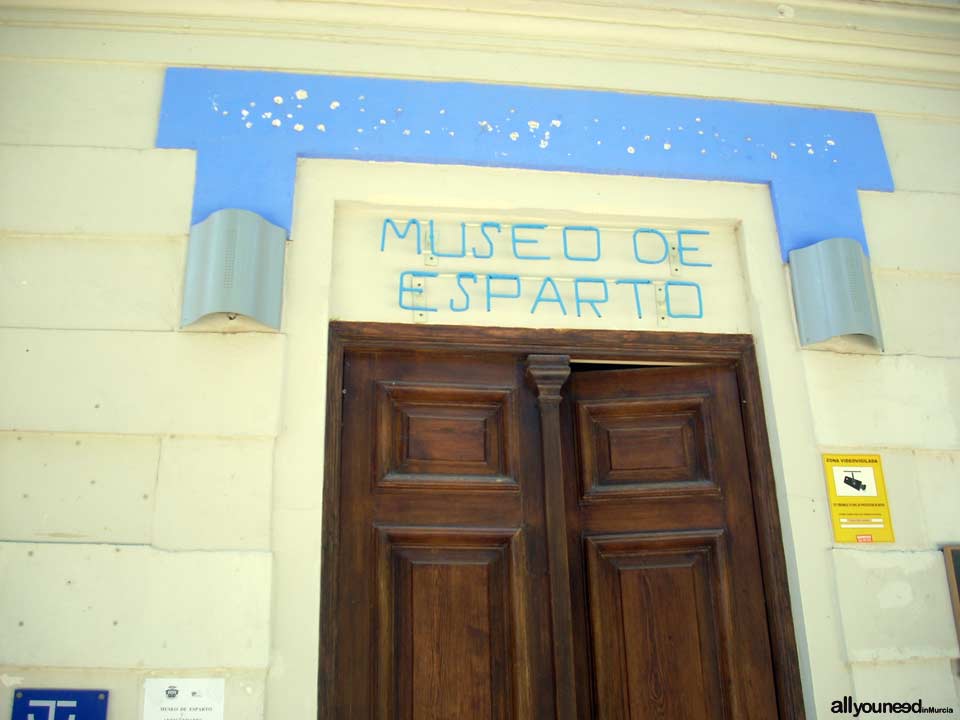 MUSEO DE
ESPARTO
ZONA VIDEOVIGILADA
MUSEO DE ESPARTO
allyouneedinMurcia